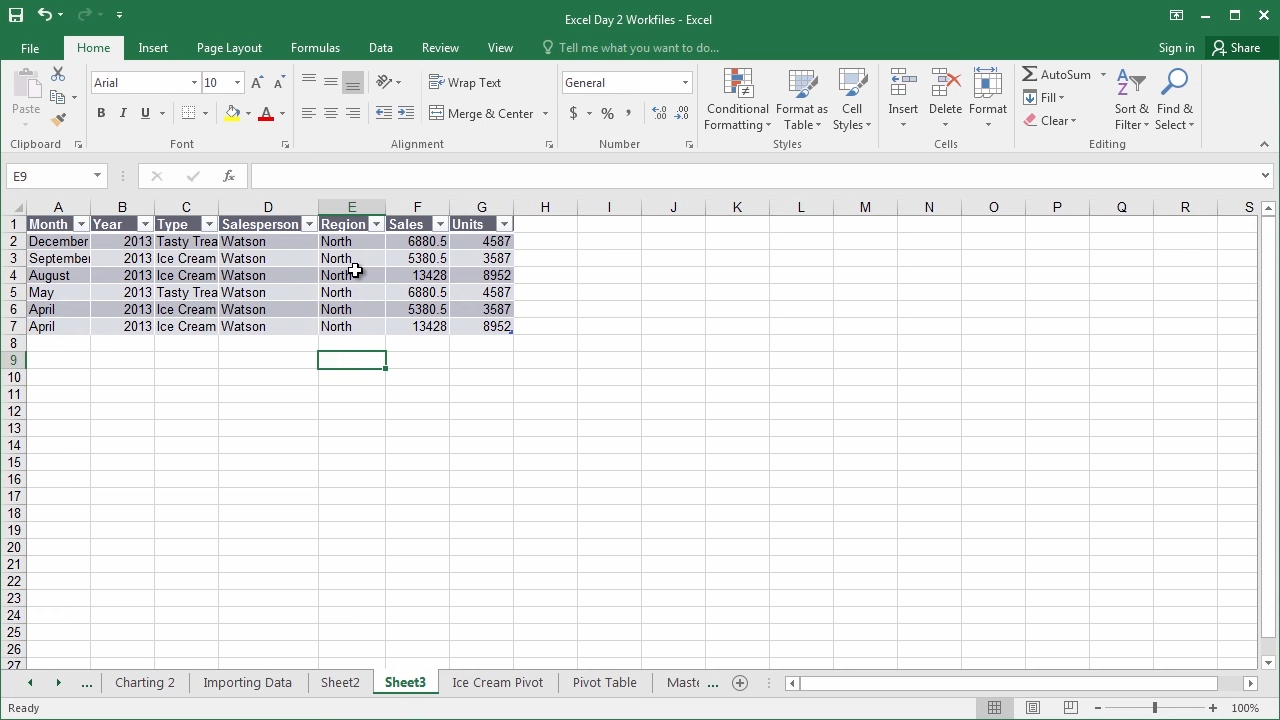 Excel Day 2 Workfiles - Excel
File Home Insert Page Layout Formulas Data Review View Tell me what you want to do... Sign in Share
Paste
Arial 10
B I U A
Wrap Text
Merge & Center
General
$ % ,
Conditional Formatting
Format as Table
Cell Styles
Insert Delete Format
AutoSum
Fill
Clear
Sort & Filter
Find & Select
Clipboard Font Alignment Number Styles Cells Editing
E9 fx
A B C D E F G H I J K L M N O P Q R S
1 Month Year Type Salesperson Region Sales Units
2 December 2013 Tasty Trea Watson North 6880.5 4587
3 September 2013 Ice Cream Watson North 5380.5 3587
4 August 2013 Ice Cream Watson North 13428 8952
5 May 2013 Tasty Trea Watson North 6880.5 4587
6 April 2013 Ice Cream Watson North 5380.5 3587
7 April 2013 Ice Cream Watson North 13428 8952
8
9
10
11
12
13
14
15
16
17
18
19
20
21
22
23
24
25
26
27
... Charting 2 Importing Data Sheet2 Sheet3 Ice Cream Pivot Pivot Table Maste ...
Ready 100%